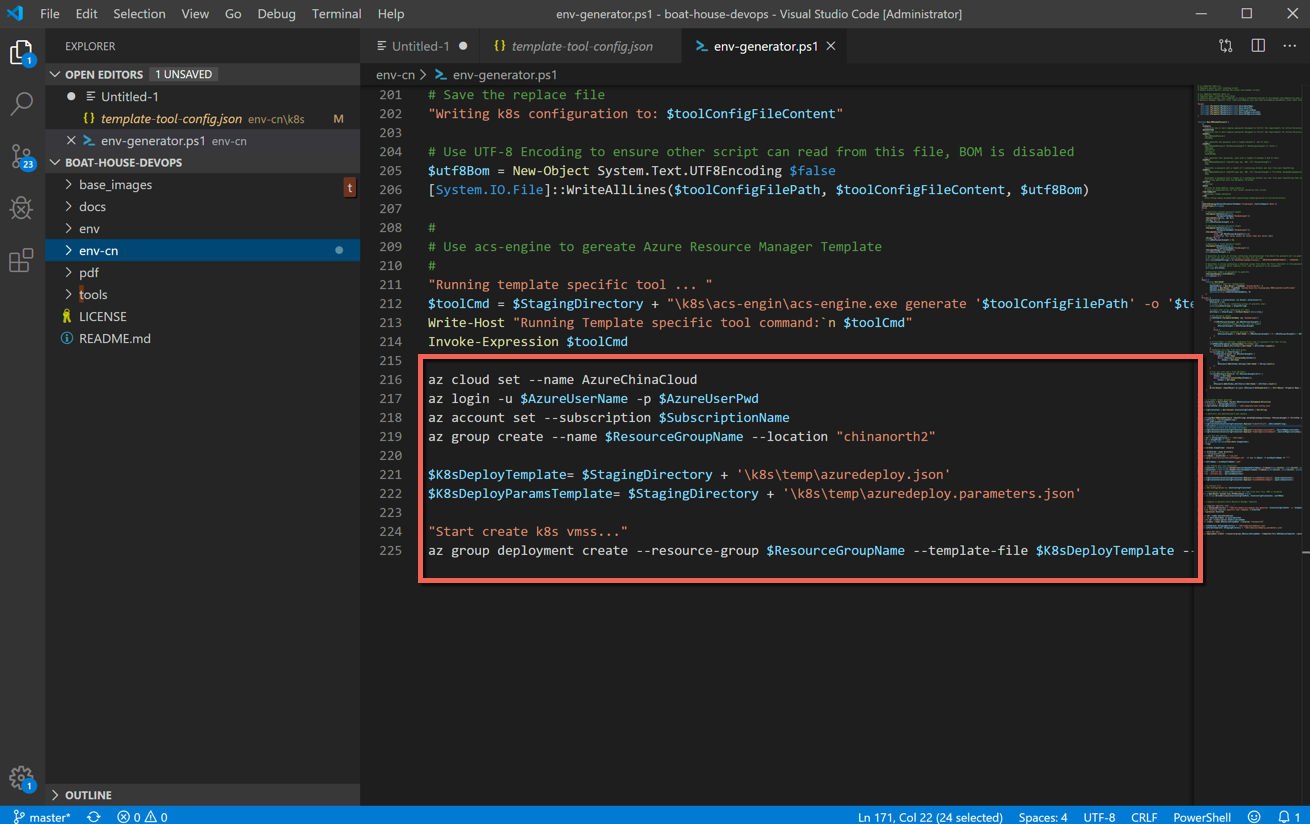 File Edit Selection View Go Debug Terminal Help
env-generator.ps1 - boat-house-devops - Visual Studio Code [Administrator]
1
23
1
EXPLORER
OPEN EDITORS 1 UNSAVED
Untitled-1
{} template-tool-config.json env-cn\k8s M
env-generator.ps1 env-cn
BOAT-HOUSE-DEVOPS
base_images t
docs
env
env-cn
pdf
tools
LICENSE
README.md
OUTLINE
Untitled-1
{} template-tool-config.json
env-generator.ps1
env-cn > env-generator.ps1
201 # Save the replace file
202 "Writing k8s configuration to: $toolConfigFileContent"
203
204 # Use UTF-8 Encoding to ensure other script can read from this file, BOM is disabled
205 $utf8Bom = New-Object System.Text.UTF8Encoding $false
206 [System.IO.File]::WriteAllLines($toolConfigFilePath, $toolConfigFileContent, $utf8Bom)
207
208 #
209 # Use acs-engine to gereate Azure Resource Manager Template
210 #
211 "Running template specific tool ... "
212 $toolCmd = $StagingDirectory + "\k8s\acs-engin\acs-engine.exe generate '$toolConfigFilePath' -o '$te
213 Write-Host "Running Template specific tool command:`n $toolCmd"
214 Invoke-Expression $toolCmd
215
216 az cloud set --name AzureChinaCloud
217 az login -u $AzureUserName -p $AzureUserPwd
218 az account set --subscription $SubscriptionName
219 az group create --name $ResourceGroupName --location "chinanorth2"
220
221 $K8sDeployTemplate= $StagingDirectory + '\k8s\temp\azuredeploy.json'
222 $K8sDeployParamsTemplate= $StagingDirectory + '\k8s\temp\azuredeploy.parameters.json'
223
224 "Start create k8s vmss..."
225 az group deployment create --resource-group $ResourceGroupName --template-file $K8sDeployTemplate --
master* 0 0
Ln 171, Col 22 (24 selected) Spaces: 4 UTF-8 CRLF PowerShell 1